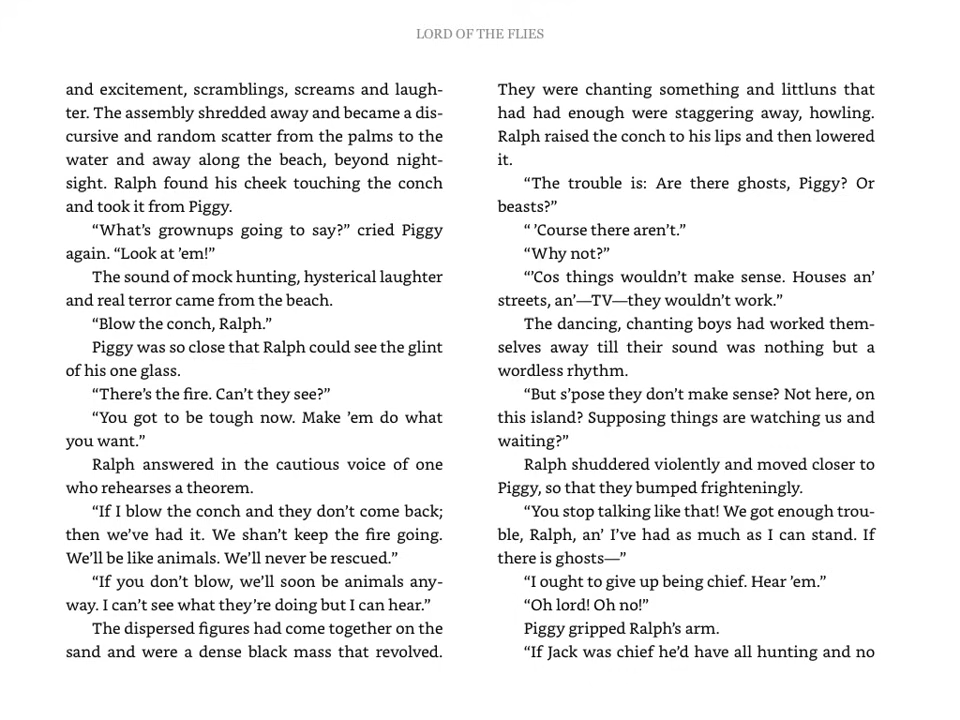 LORD OF THE FLIES
and excitement, scramblings, screams and laugh-
ter. The assembly shredded away and became a dis-
cursive and random scatter from the palms to the
water and away along the beach, beyond night-
sight. Ralph found his cheek touching the conch
and took it from Piggy.
“What’s grownups going to say?” cried Piggy
again. “Look at ’em!”
The sound of mock hunting, hysterical laughter
and real terror came from the beach.
“Blow the conch, Ralph.”
Piggy was so close that Ralph could see the glint
of his one glass.
“There’s the fire. Can’t they see?”
“You got to be tough now. Make ’em do what
you want.”
Ralph answered in the cautious voice of one
who rehearses a theorem.
“If I blow the conch and they don’t come back;
then we’ve had it. We shan’t keep the fire going.
We’ll be like animals. We’ll never be rescued.”
“If you don’t blow, we’ll soon be animals any-
way. I can’t see what they’re doing but I can hear.”
The dispersed figures had come together on the
sand and were a dense black mass that revolved.
They were chanting something and littluns that
had had enough were staggering away, howling.
Ralph raised the conch to his lips and then lowered
it.
“The trouble is: Are there ghosts, Piggy? Or
beasts?”
“ ’Course there aren’t.”
“Why not?”
“’Cos things wouldn’t make sense. Houses an’
streets, an’—TV—they wouldn’t work.”
The dancing, chanting boys had worked them-
selves away till their sound was nothing but a
wordless rhythm.
“But s’pose they don’t make sense? Not here, on
this island? Supposing things are watching us and
waiting?”
Ralph shuddered violently and moved closer to
Piggy, so that they bumped frighteningly.
“You stop talking like that! We got enough trou-
ble, Ralph, an’ I’ve had as much as I can stand. If
there is ghosts—”
“I ought to give up being chief. Hear ’em.”
“Oh lord! Oh no!”
Piggy gripped Ralph’s arm.
“If Jack was chief he’d have all hunting and no